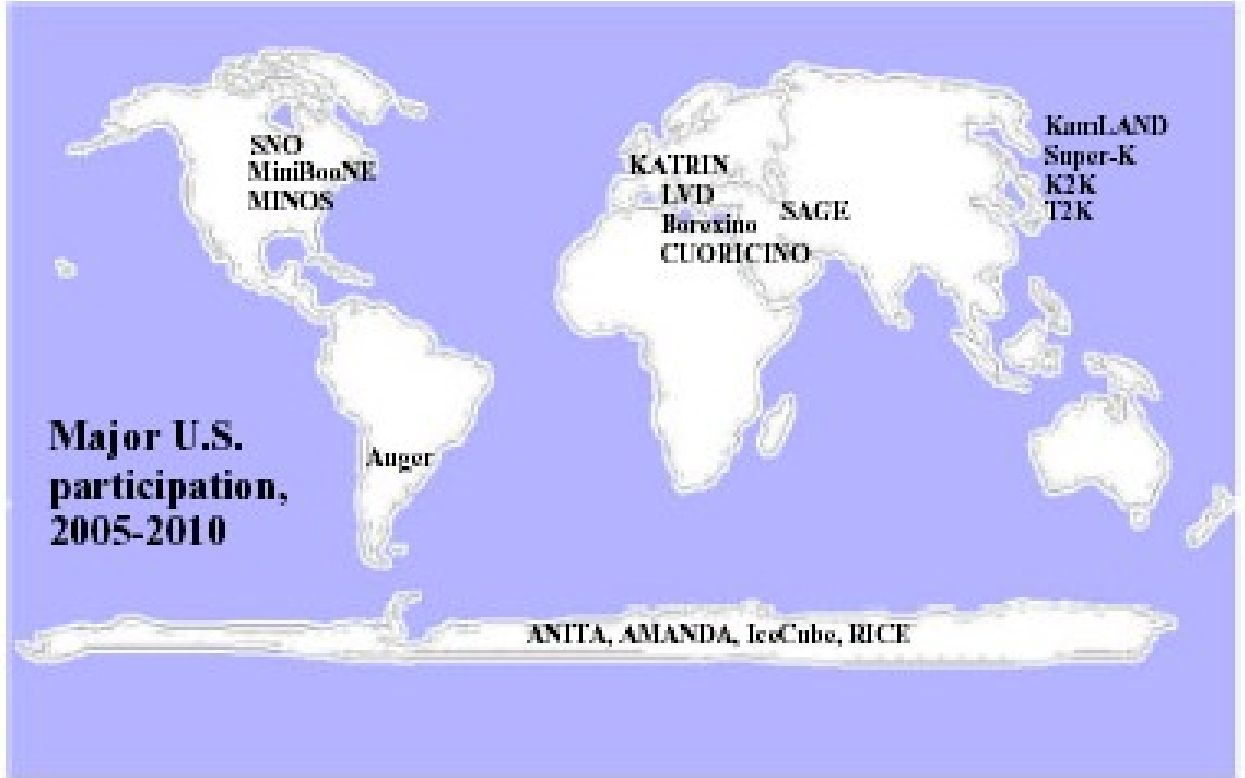 SNO
MiniBooNE
MINOS
KATRIN
LVD
Borexino
CUORICINO
SAGE
KamLAND
Super-K
K2K
T2K
Auger
Major U.S.
participation,
2005-2010
ANITA, AMANDA, IceCube, RICE